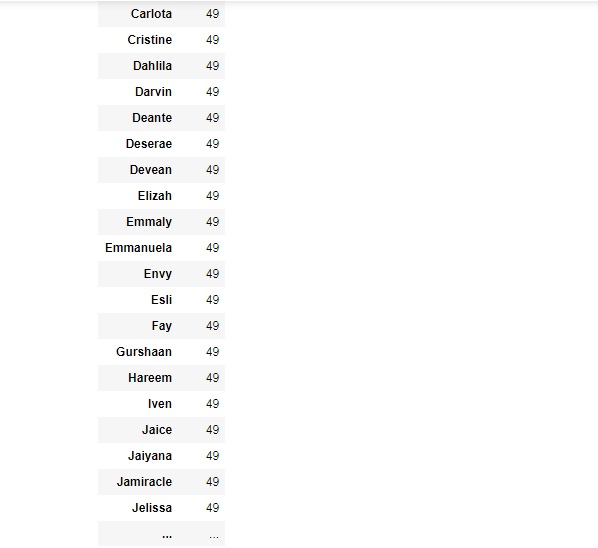 Carlota 49
Cristine 49
Dahlila 49
Darvin 49
Deante 49
Deserae 49
Devean 49
Elizah 49
Emmaly 49
Emmanuela 49
Envy 49
Esli 49
Fay 49
Gurshaan 49
Hareem 49
Iven 49
Jaice 49
Jaiyana 49
Jamiracle 49
Jelissa 49
... ...